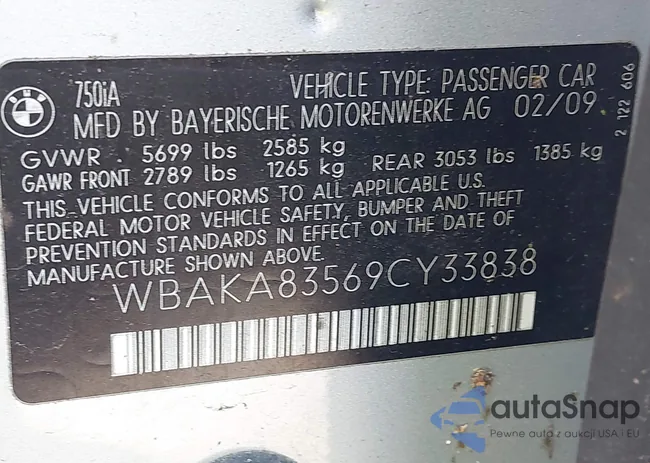 BMW
750iA
VEHICLE TYPE: PASSENGER CAR
MFD BY BAYERISCHE MOTORENWERKE AG 02/09
GVWR . 5699 lbs 2585 kg
GAWR FRONT 2789 lbs 1265 kg REAR 3053 lbs 1385 kg
THIS VEHICLE CONFORMS TO ALL APPLICABLE U.S.
FEDERAL MOTOR VEHICLE SAFETY, BUMPER AND THEFT
PREVENTION STANDARDS IN EFFECT ON THE DATE OF
MANUFACTURE SHOWN ABOVE.
WBAKA83569CY33838
2 122 606
autaSnap
Pewne auto z aukcji USA i EU